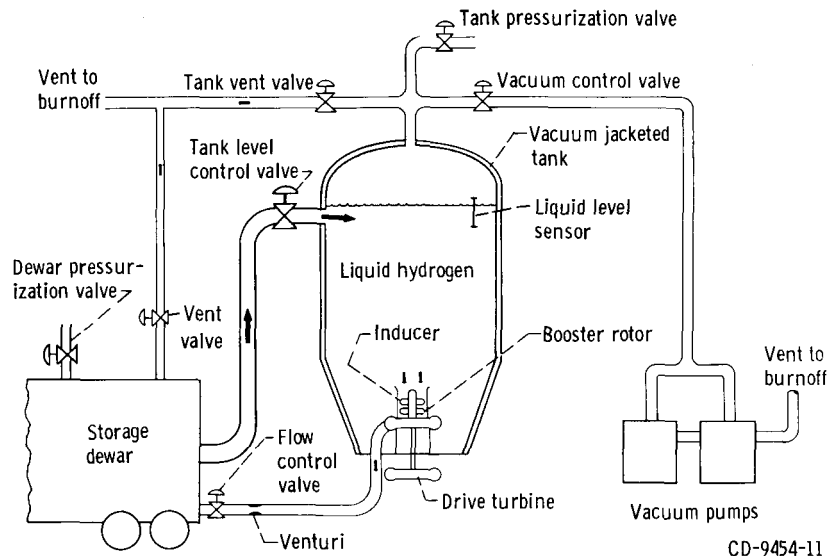 Tank pressurization valve
Vent to
burnoff
Tank vent valve
Vacuum control valve
Tank level
control valve
Vacuum jacketed
tank
Liquid level
sensor
Liquid hydrogen
Dewar pressur-
ization valve
Vent
valve
Inducer
Booster rotor
Vent to
burnoff
Storage
dewar
Flow
control
valve
Drive turbine
Venturi
Vacuum pumps
CD-9454-11